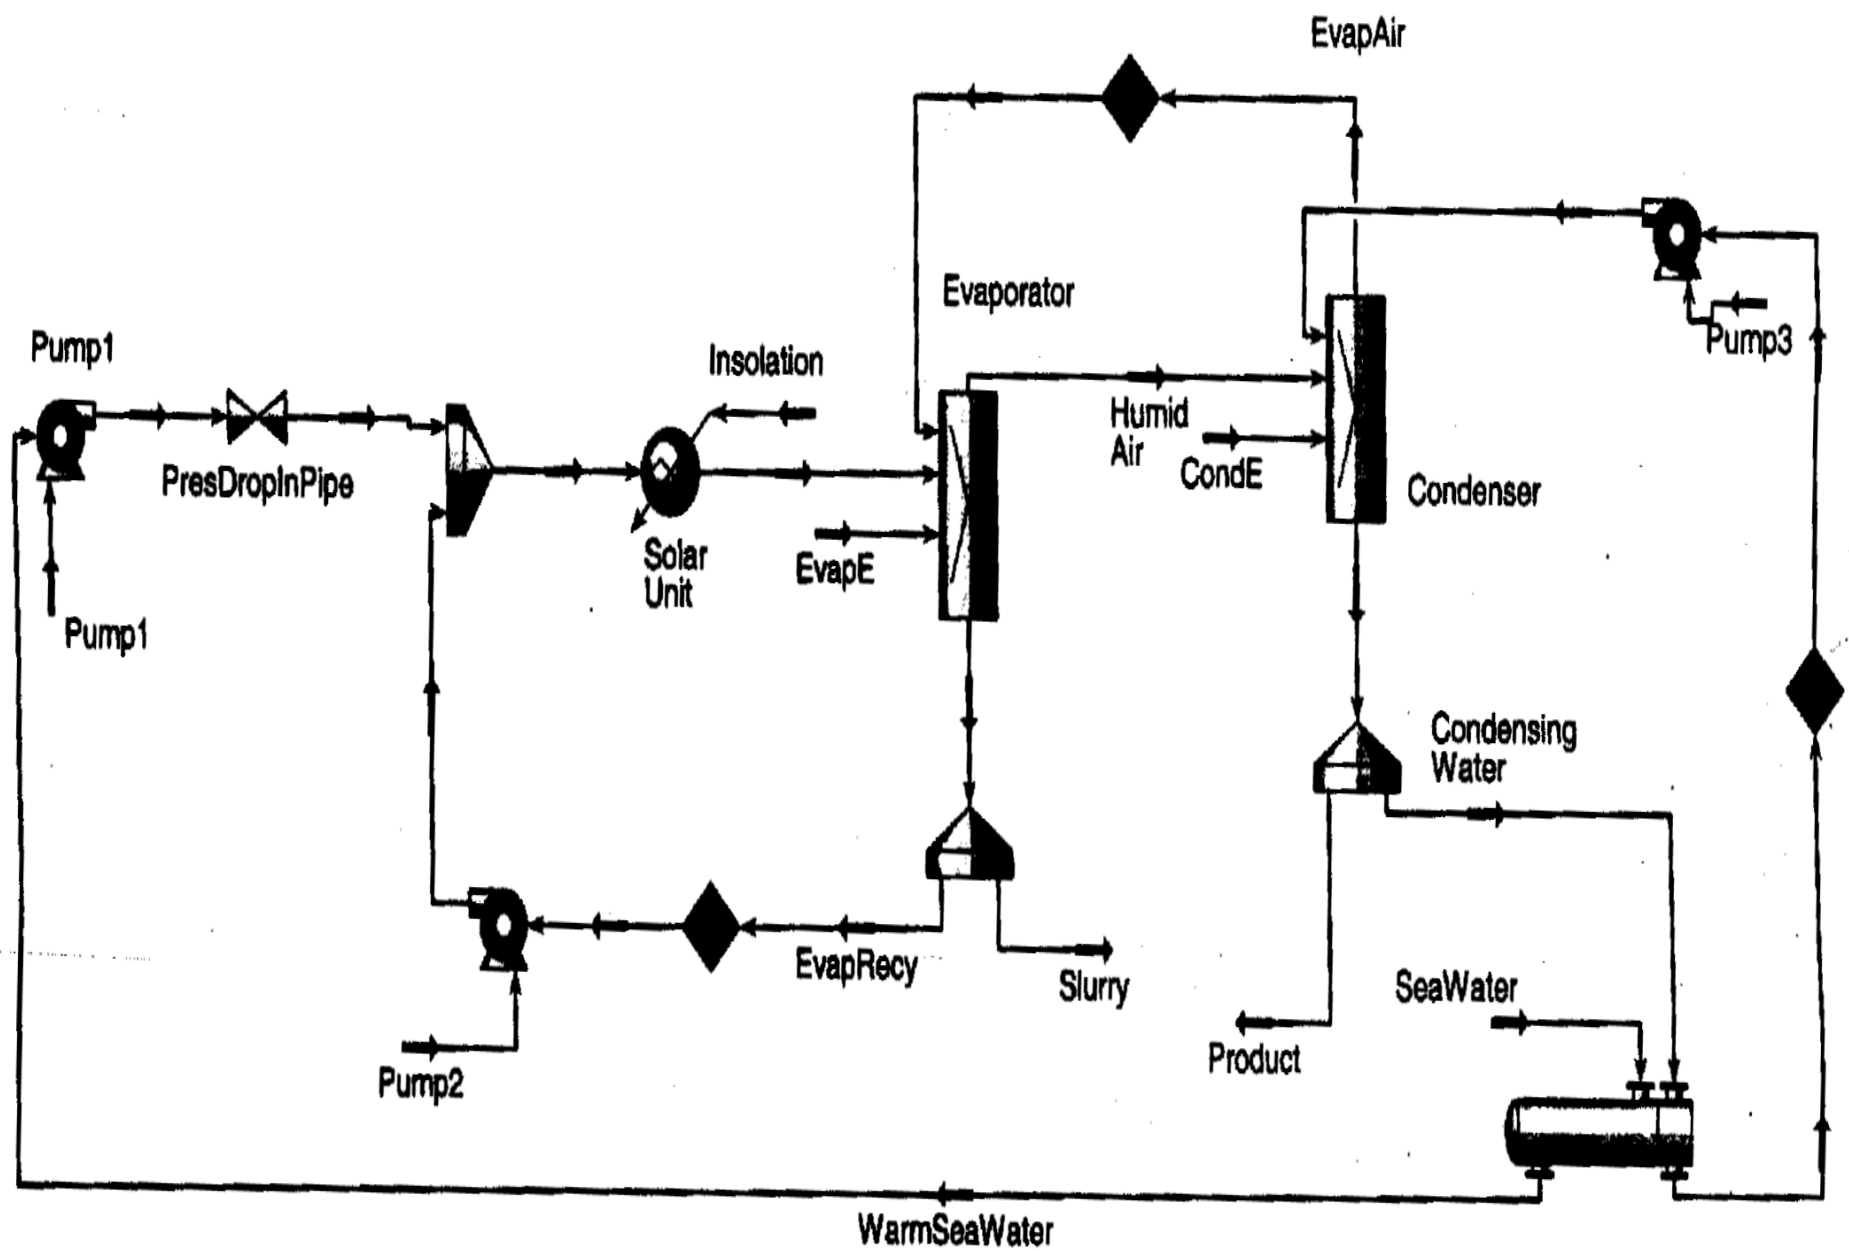 EvapAir
Evaporator
Pump3
Pump1
Insolation
Humid
Air
CondE
PresDropInPipe
Condenser
Solar
Unit
EvapE
Pump1
Condensing
Water
EvapRecy
Slurry
SeaWater
Product
Pump2
WarmSeaWater